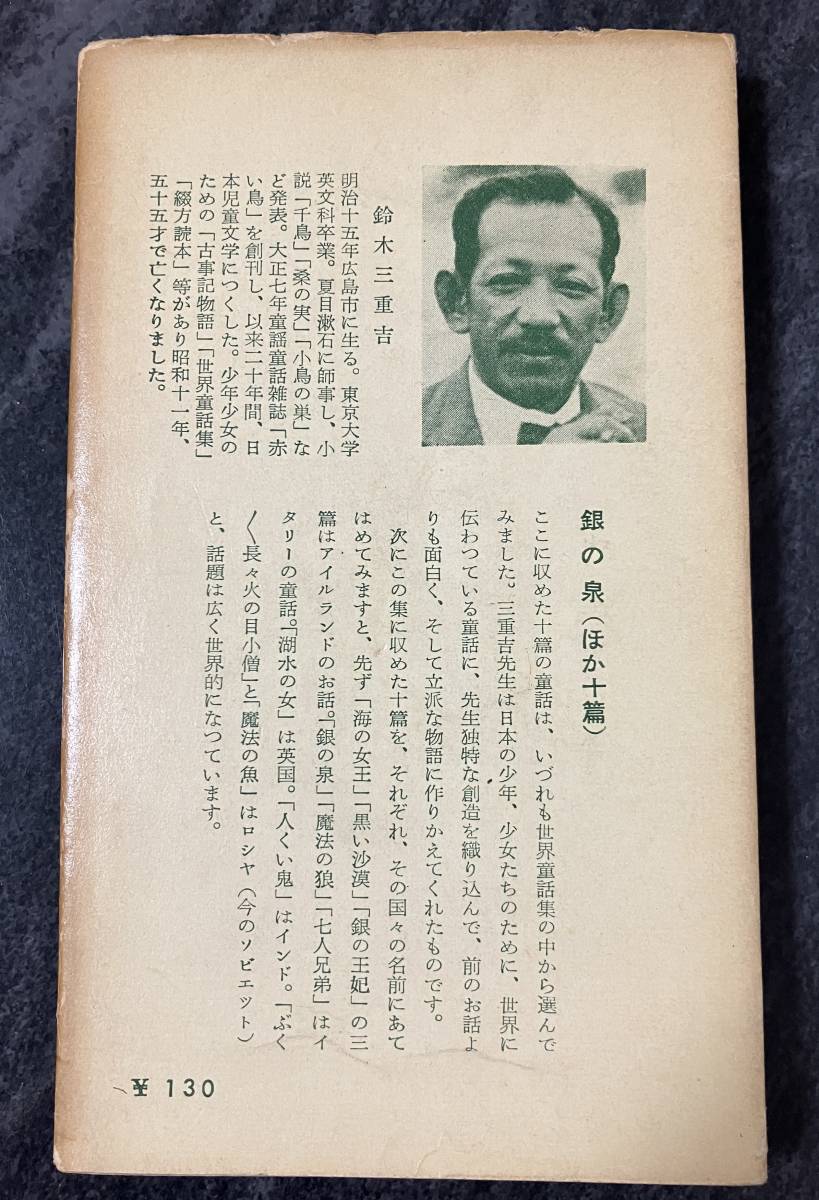 鈴木三重吉
明治十五年広島市に生る。東京大学
英文科卒業。夏目漱石に師事し、小
説「千鳥」「桑の実」「小鳥の巣」な
ど発表。大正七年童謡童話雑誌「赤
い鳥」を創刊し、以来二十年間、日
本児童文学につくした。少年少女の
ための「古事記物語」「世界童話集」
「綴方読本」等があり昭和十一年、
五十五才で亡くなりました。
銀の泉(ほか十篇)
ここに収めた十篇の童話は、いづれも世界童話集の中から選んで
みました。三重吉先生は日本の少年、少女たちのために、世界に
伝わつている童話に、先生独特な創造を織り込んで、前のお話よ
りも面白く、そして立派な物語に作りかえてくれたものです。
次にこの集に収めた十篇を、それぞれ、その国々の名前にあて
はめてみますと、先ず「海の女王」「黒い沙漠」「銀の王妃」の三
篇はアイルランドのお話。「銀の泉」「魔法の狼」「七人兄弟」はイ
タリーの童話。「湖水の女」は英国。「人くい鬼」はインド。「ぶく
〱長々火の目小僧」と「魔法の魚」はロシヤ(今のソビエット)
と、話題は広く世界的になつています。
¥130